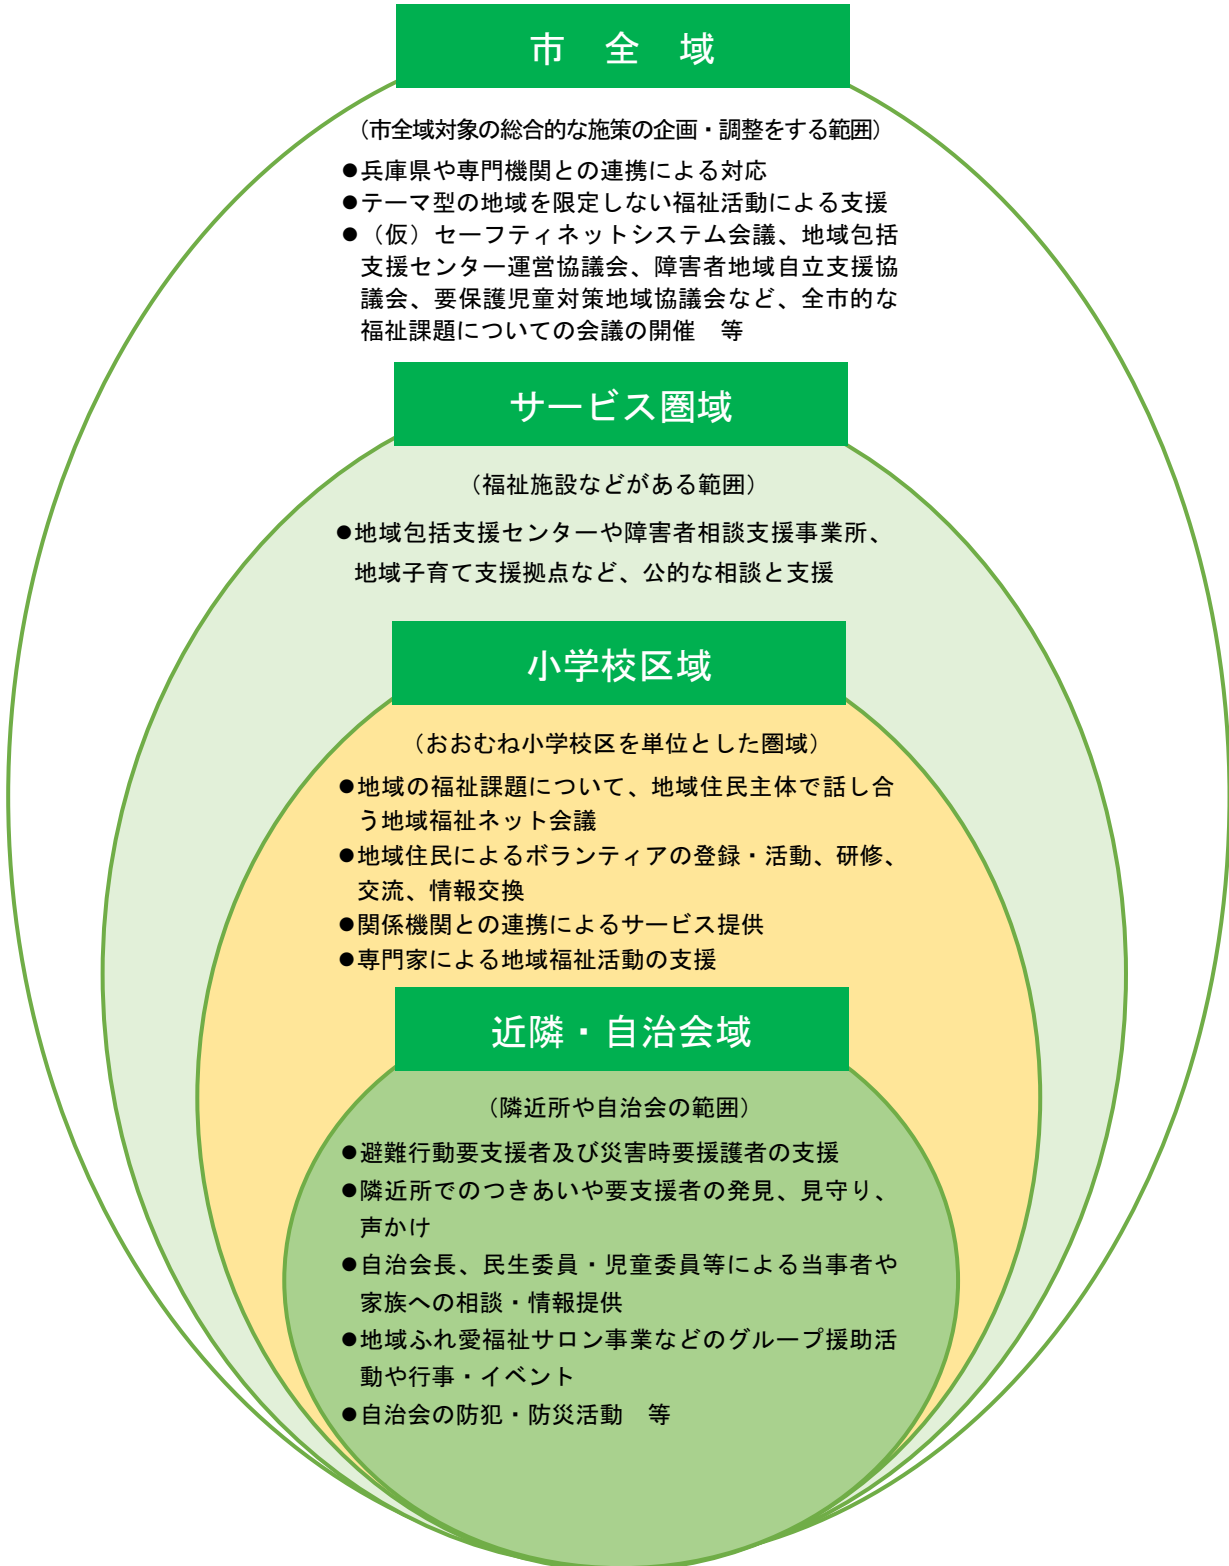 市　全　域
（市全域対象の総合的な施策の企画・調整をする範囲）
●兵庫県や専門機関との連携による対応
●テーマ型の地域を限定しない福祉活動による支援
●（仮）セーフティネットシステム会議、地域包括
支援センター運営協議会、障害者地域自立支援協
議会、要保護児童対策地域協議会など、全市的な
福祉課題についての会議の開催　等
サービス圏域
（福祉施設などがある範囲）
●地域包括支援センターや障害者相談支援事業所、
地域子育て支援拠点など、公的な相談と支援
小学校区域
（おおむね小学校区を単位とした圏域）
●地域の福祉課題について、地域住民主体で話し合
う地域福祉ネット会議
●地域住民によるボランティアの登録・活動、研修、
交流、情報交換
●関係機関との連携によるサービス提供
●専門家による地域福祉活動の支援
近隣・自治会域
（隣近所や自治会の範囲）
●避難行動要支援者及び災害時要援護者の支援
●隣近所でのつきあいや要支援者の発見、見守り、
声かけ
●自治会長、民生委員・児童委員等による当事者や
家族への相談・情報提供
●地域ふれ愛福祉サロン事業などのグループ援助活
動や行事・イベント
●自治会の防犯・防災活動　等